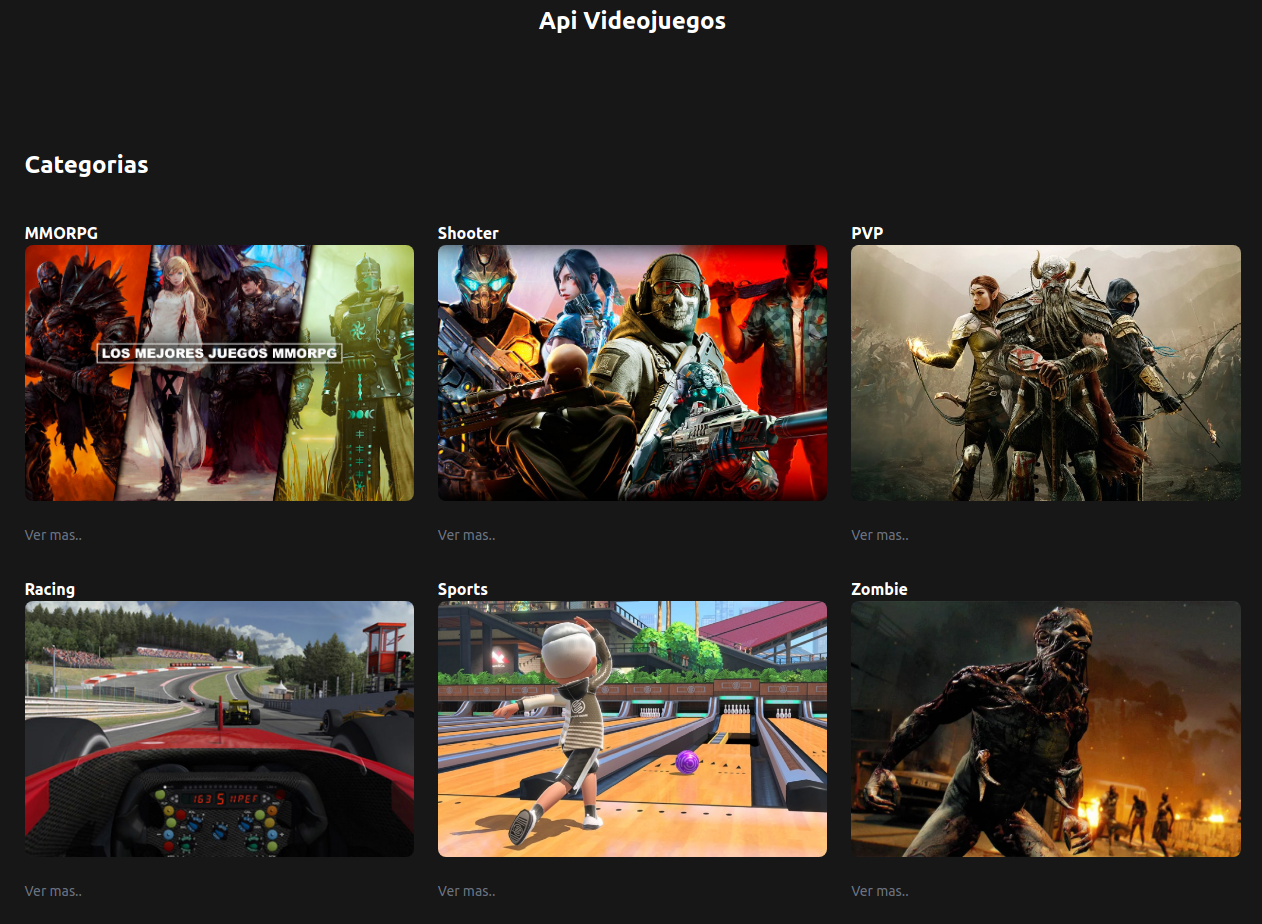 Api Videojuegos
Categorias
MMORPG
Shooter
PVP
LOS MEJORES JUEGOS MMORPG
Ver mas..
Ver mas..
Ver mas..
Racing
Sports
Zombie
163 5 11PEF
Ver mas..
Ver mas..
Ver mas..